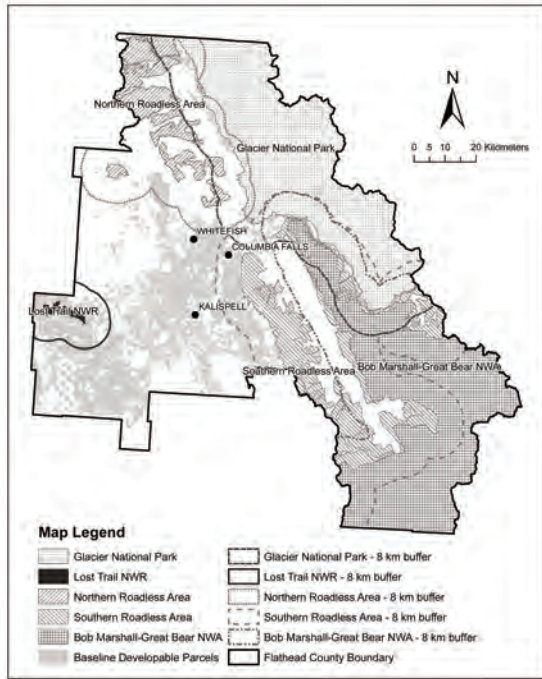 Northern Roadless Area
Glacier National Park
N
0 5 10 20 Kilometers
WHITEFISH
COLUMBIA FALLS
KALISPELL
Lost Trail NWR
Southern Roadless Area
Bob Marshall-Great Bear NWA
Map Legend
Glacier National Park
Lost Trail NWR
Northern Roadless Area
Southern Roadless Area
Bob Marshall-Great Bear NWA
Baseline Developable Parcels
Glacier National Park - 8 km buffer
Lost Trail NWR - 8 km buffer
Northern Roadless Area - 8 km buffer
Southern Roadless Area - 8 km buffer
Bob Marshall-Great Bear NWA - 8 km buffer
Flathead County Boundary